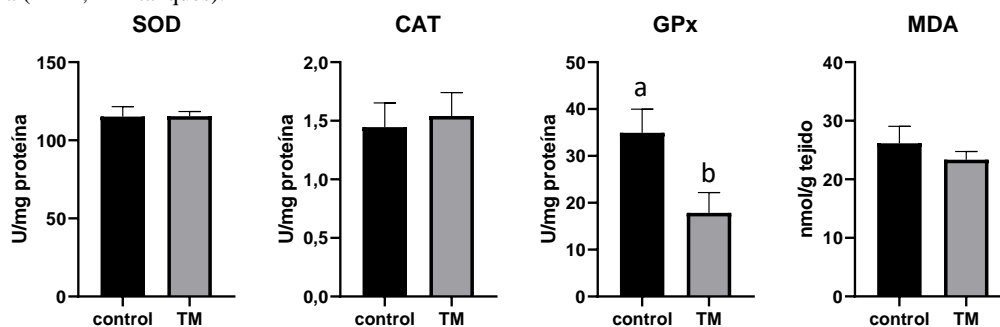 SOD CAT GPx MDA
150 2,0 50 40
a
40
1,5 30
100 b
30
1,0 20
20
50
0,5 10
10
0 0,0 0 0
U/mg proteína U/mg proteína U/mg proteína nmol/g tejido
control TM control TM control TM control TM